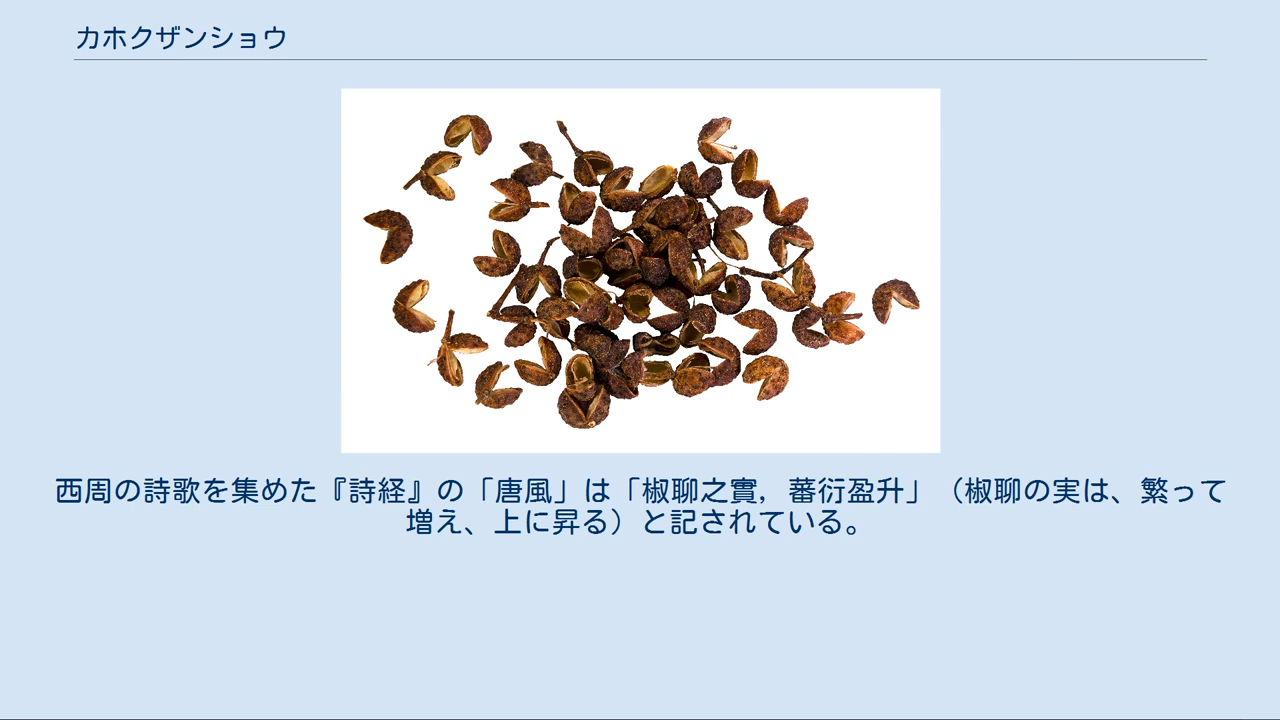 カホクザンショウ
西周の詩歌を集めた『詩経』の「唐風」は「椒聊之實，蕃衍盈升」（椒聊の実は、繁って
増え、上に昇る）と記されている。